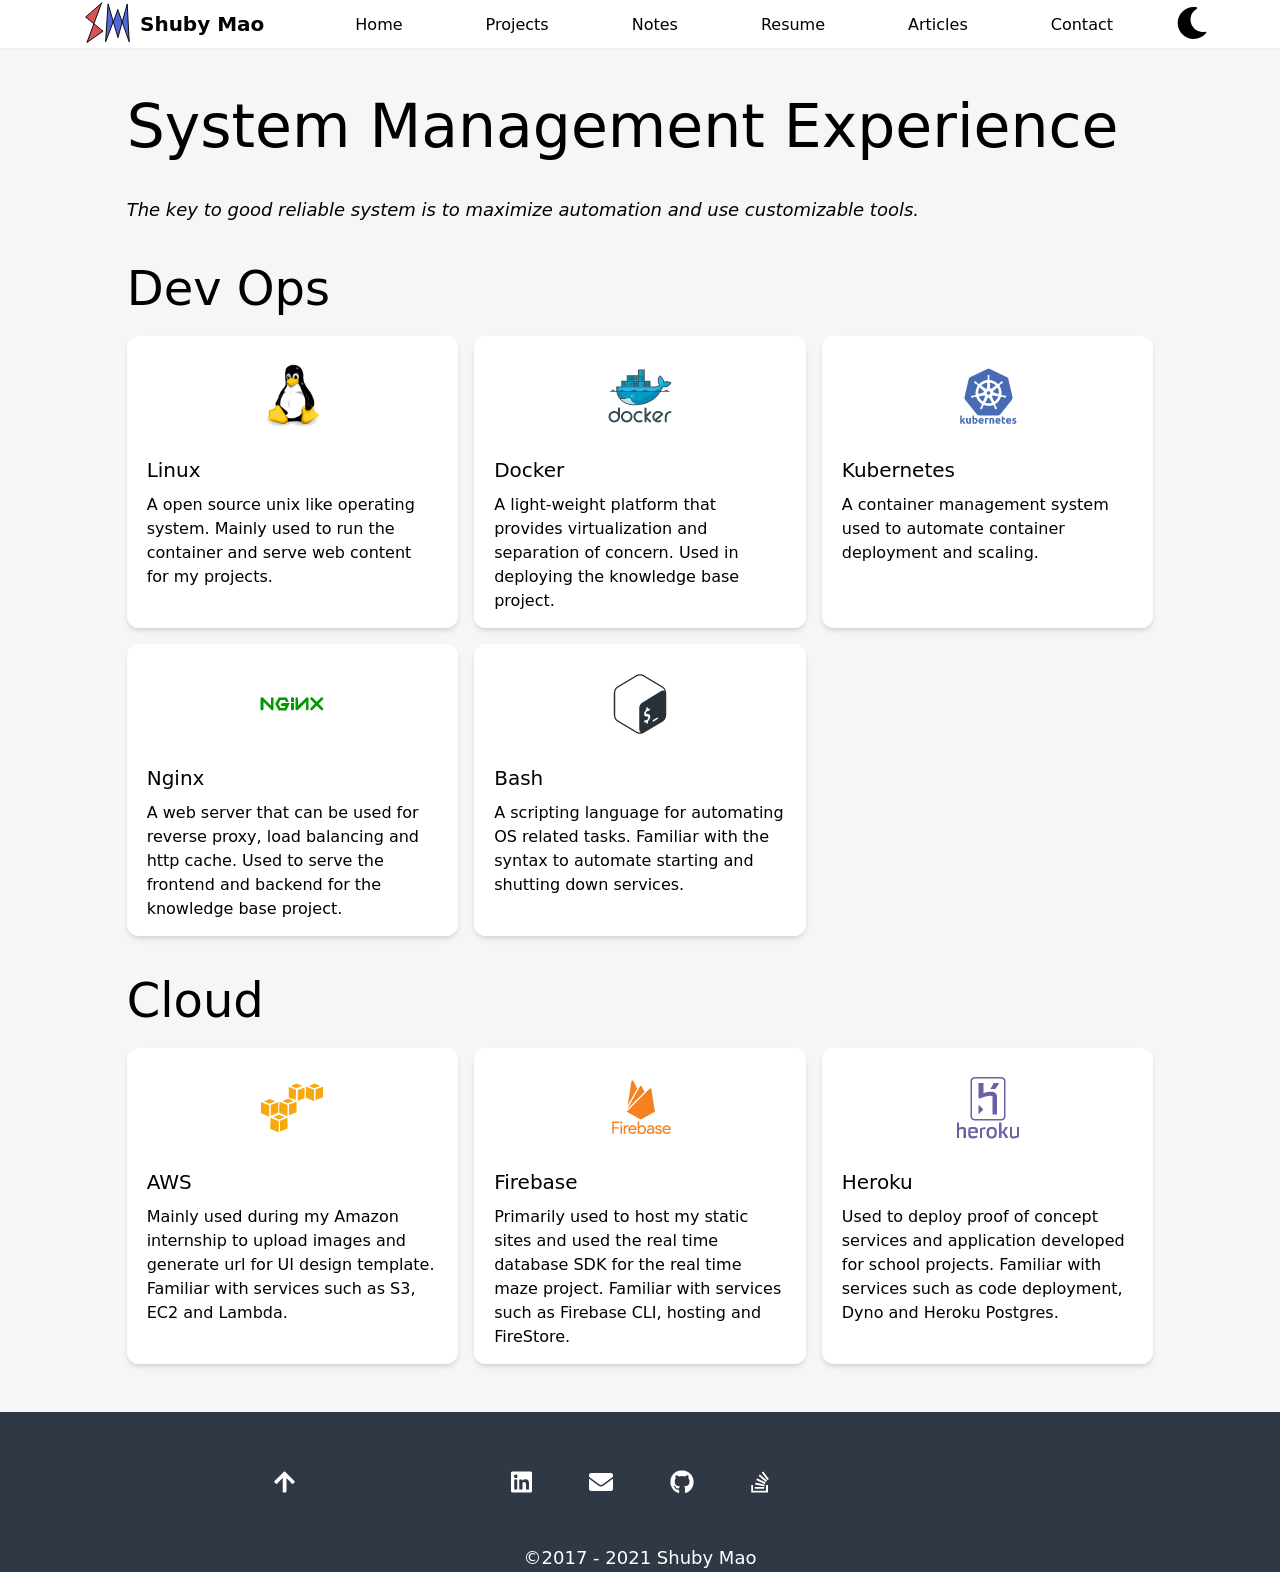 SM Shuby Mao Home Projects Notes Resume Articles Contact
System Management Experience
The key to good reliable system is to maximize automation and use customizable tools.
Dev Ops
Linux
A open source unix like operating
system. Mainly used to run the
container and serve web content
for my projects.
docker
Docker
A light-weight platform that
provides virtualization and
separation of concern. Used in
deploying the knowledge base
project.
kubernetes
Kubernetes
A container management system
used to automate container
deployment and scaling.
NGINX
Nginx
A web server that can be used for
reverse proxy, load balancing and
http cache. Used to serve the
frontend and backend for the
knowledge base project.
$_
Bash
A scripting language for automating
OS related tasks. Familiar with the
syntax to automate starting and
shutting down services.
Cloud
AWS
Mainly used during my Amazon
internship to upload images and
generate url for UI design template.
Familiar with services such as S3,
EC2 and Lambda.
Firebase
Firebase
Primarily used to host my static
sites and used the real time
database SDK for the real time
maze project. Familiar with services
such as Firebase CLI, hosting and
FireStore.
heroku
Heroku
Used to deploy proof of concept
services and application developed
for school projects. Familiar with
services such as code deployment,
Dyno and Heroku Postgres.
in
©2017 - 2021 Shuby Mao